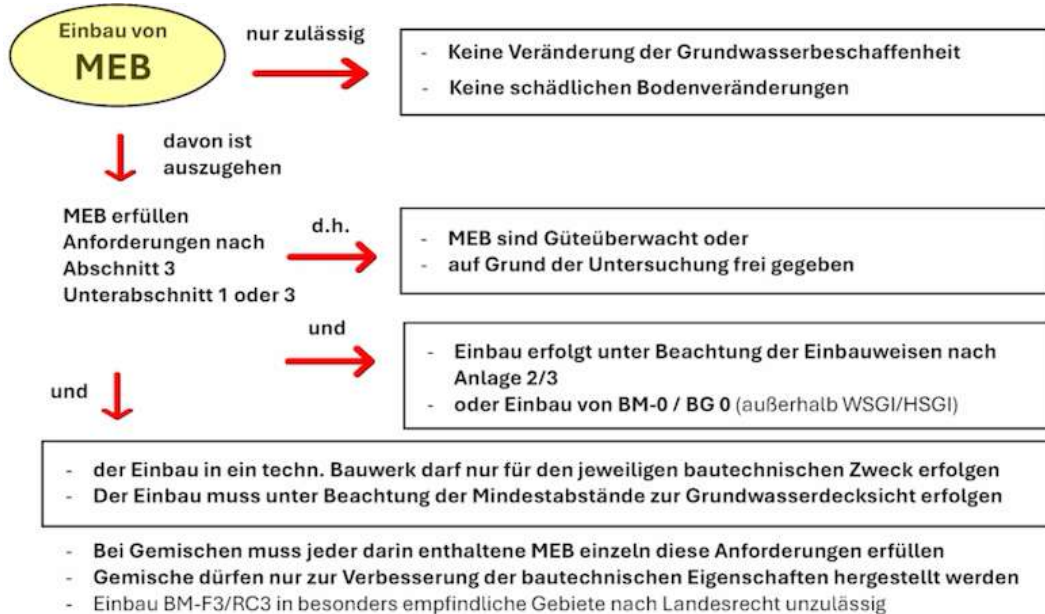 Einbau von
MEB
nur zulässig
- Keine Veränderung der Grundwasserbeschaffenheit
- Keine schädlichen Bodenveränderungen
davon ist
auszugehen
MEB erfüllen
Anforderungen nach
Abschnitt 3
Unterabschnitt 1 oder 3
d.h.
- MEB sind Güteüberwacht oder
- auf Grund der Untersuchung frei gegeben
und
- Einbau erfolgt unter Beachtung der Einbauweisen nach
Anlage 2/3
- oder Einbau von BM-0 / BG 0 (außerhalb WSGI/HSGI)
und
- der Einbau in ein techn. Bauwerk darf nur für den jeweiligen bautechnischen Zweck erfolgen
- Der Einbau muss unter Beachtung der Mindestabstände zur Grundwasserdecksicht erfolgen
- Bei Gemischen muss jeder darin enthaltene MEB einzeln diese Anforderungen erfüllen
- Gemische dürfen nur zur Verbesserung der bautechnischen Eigenschaften hergestellt werden
- Einbau BM-F3/RC3 in besonders empfindliche Gebiete nach Landesrecht unzulässig